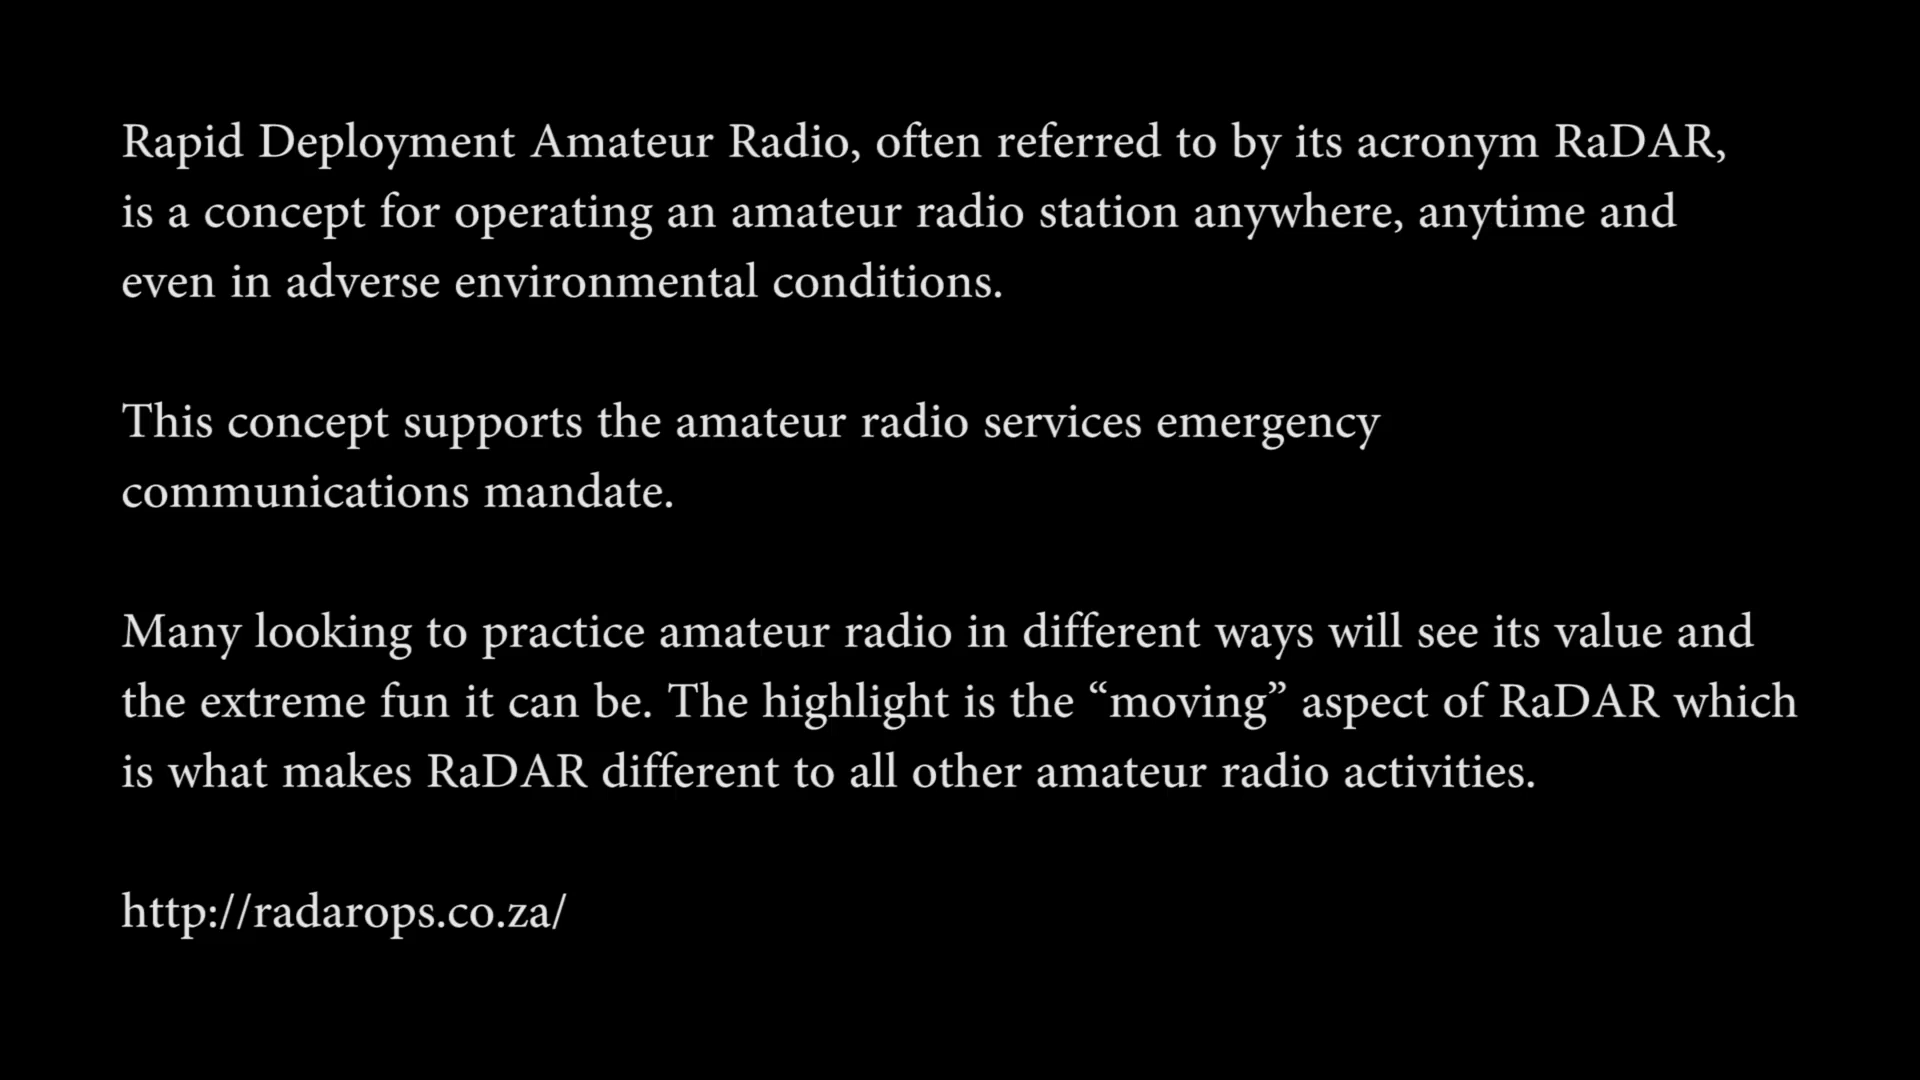 Rapid Deployment Amateur Radio, often referred to by its acronym RaDAR,
is a concept for operating an amateur radio station anywhere, anytime and
even in adverse environmental conditions.
This concept supports the amateur radio services emergency
communications mandate.
Many looking to practice amateur radio in different ways will see its value and
the extreme fun it can be. The highlight is the “moving” aspect of RaDAR which
is what makes RaDAR different to all other amateur radio activities.
http://radarops.co.za/